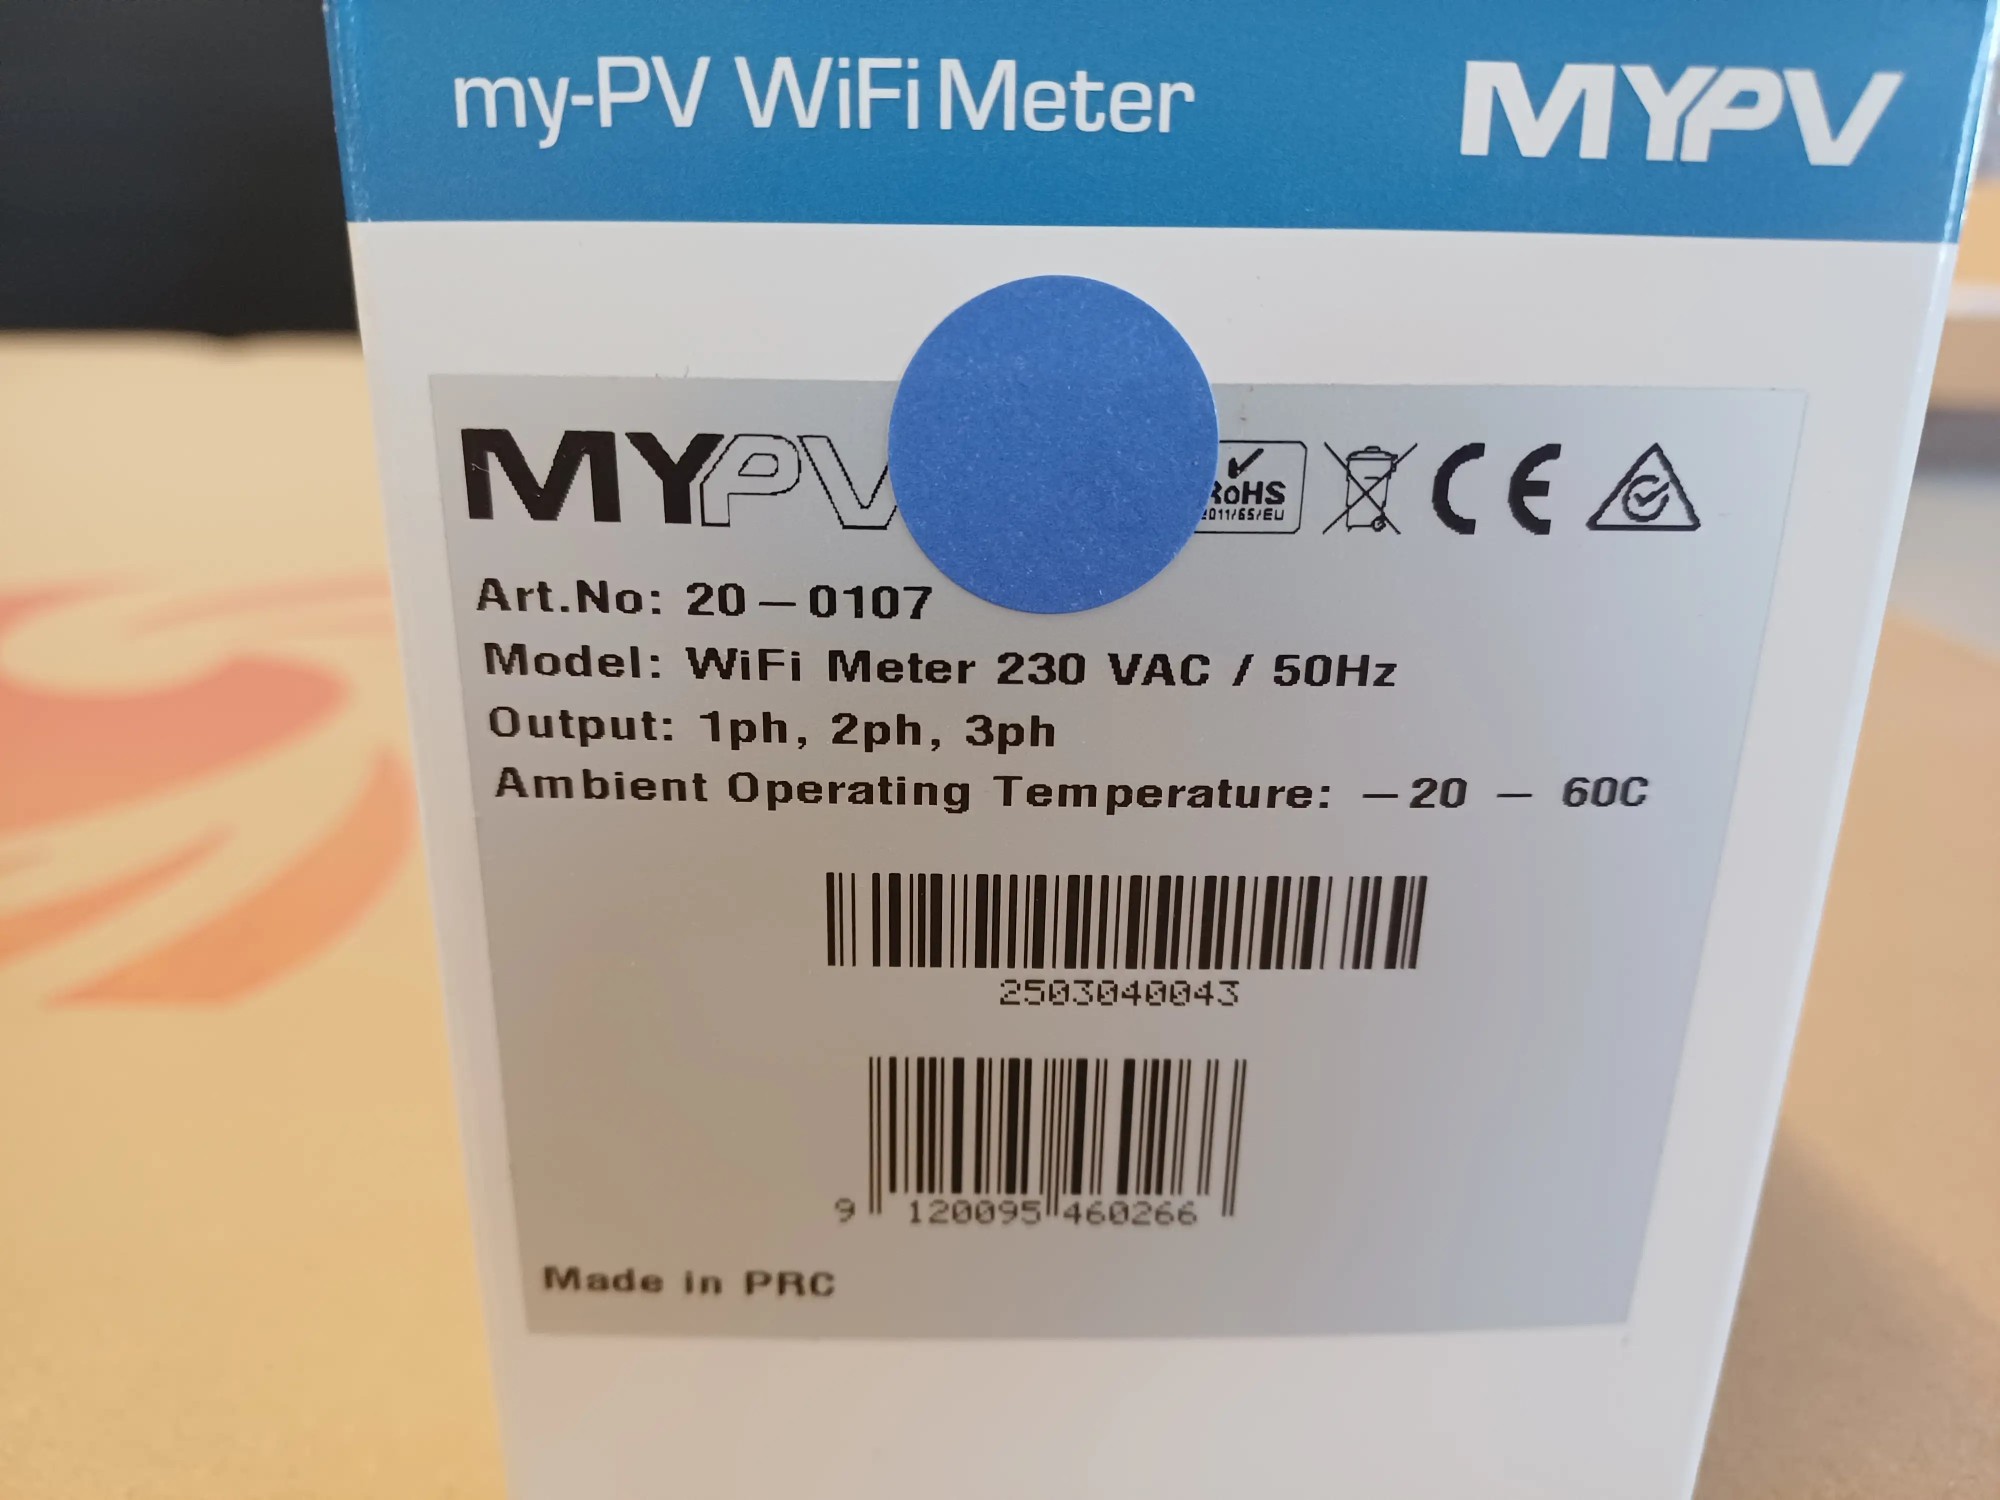 my-PV WiFi Meter MYPV
MYPV RoHS
2011/65/EU CE
Art.No: 20-0107
Model: WiFi Meter 230 VAC / 50Hz
Output: 1ph, 2ph, 3ph
Ambient Operating Temperature: -20 - 60C
2503040043
9 120095 460266
Made in PRC